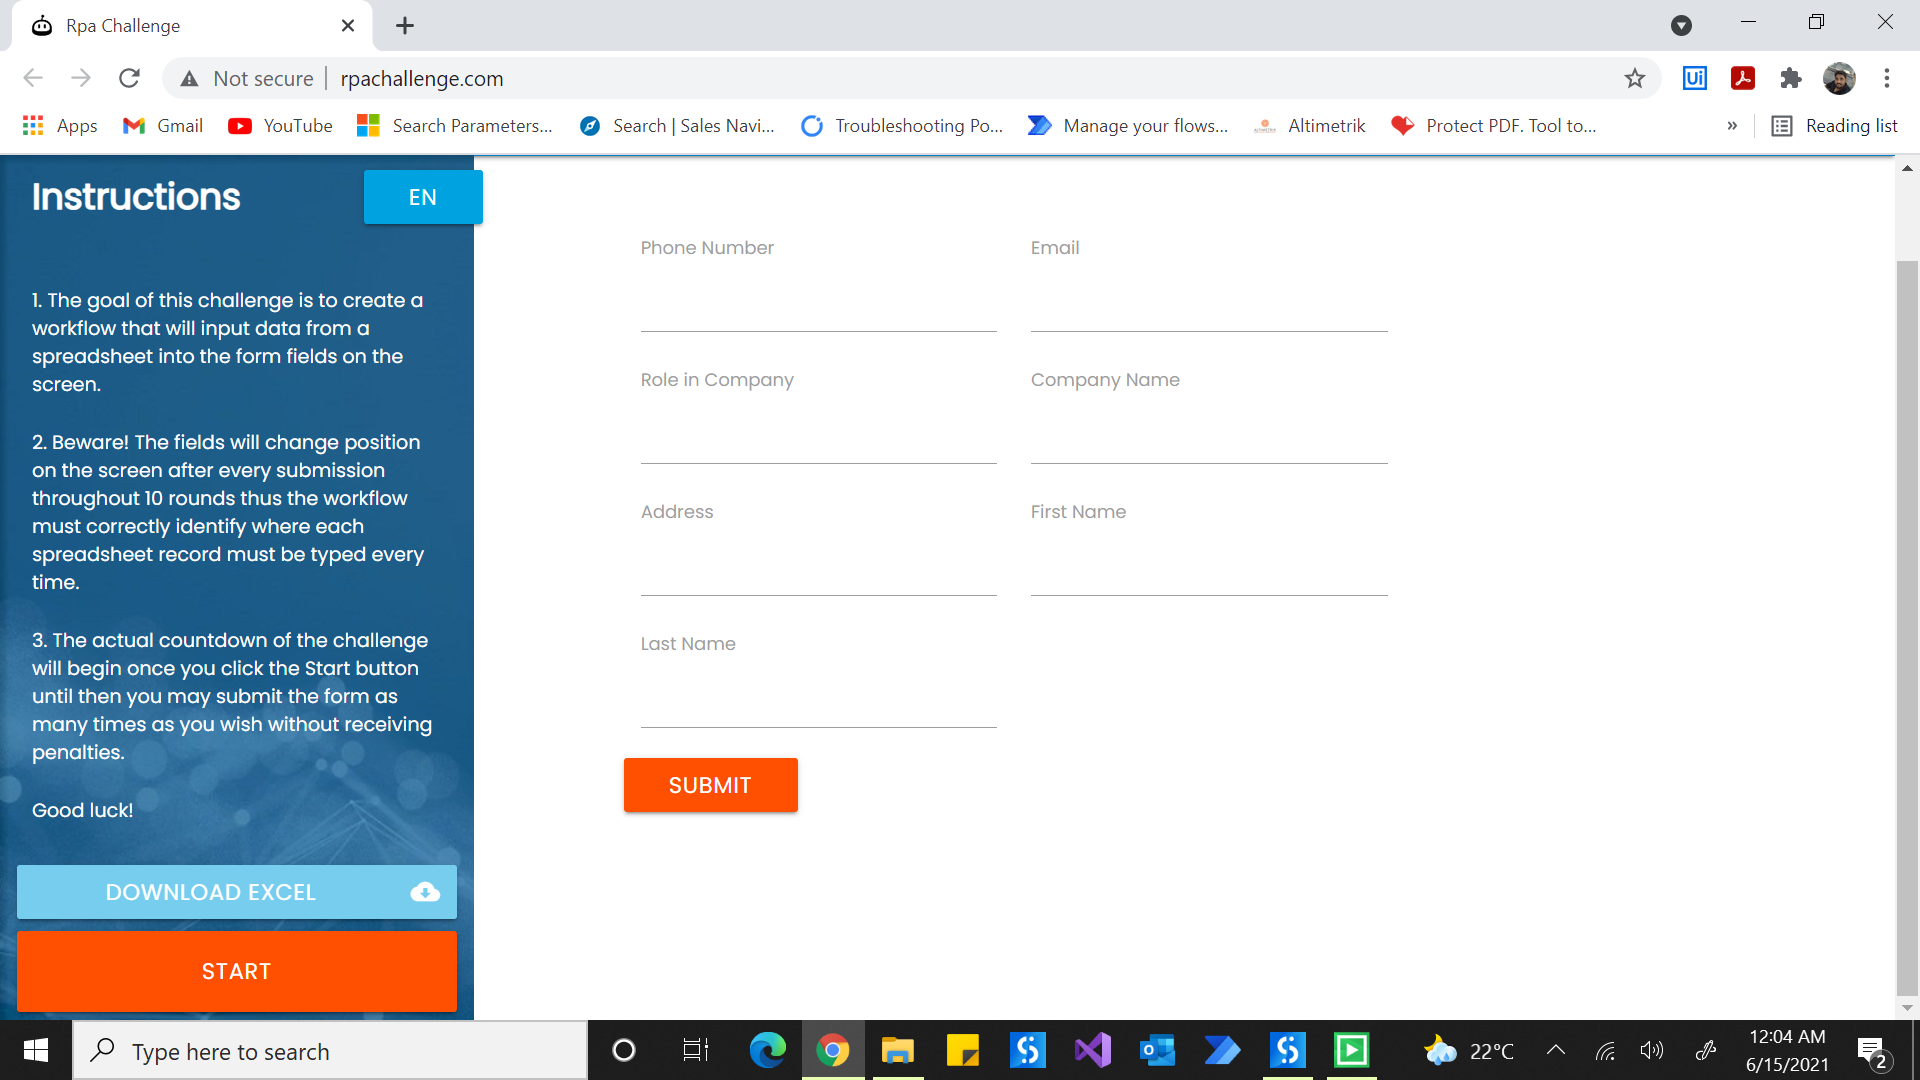 Rpa Challenge
Not secure
rpachallenge.com
Ui
Apps
Gmail
YouTube
Search Parameters...
Search | Sales Navi...
Troubleshooting Po...
Manage your flows...
Altimetrik
Protect PDF. Tool to...
»
Reading list
Instructions
EN
1. The goal of this challenge is to create a
workflow that will input data from a
spreadsheet into the form fields on the
screen.
2. Beware! The fields will change position
on the screen after every submission
throughout 10 rounds thus the workflow
must correctly identify where each
spreadsheet record must be typed every
time.
3. The actual countdown of the challenge
will begin once you click the Start button
until then you may submit the form as
many times as you wish without receiving
penalties.
Good luck!
DOWNLOAD EXCEL
START
Phone Number
Email
Role in Company
Company Name
Address
First Name
Last Name
SUBMIT
Type here to search
22°C
12:04 AM
6/15/2021
2